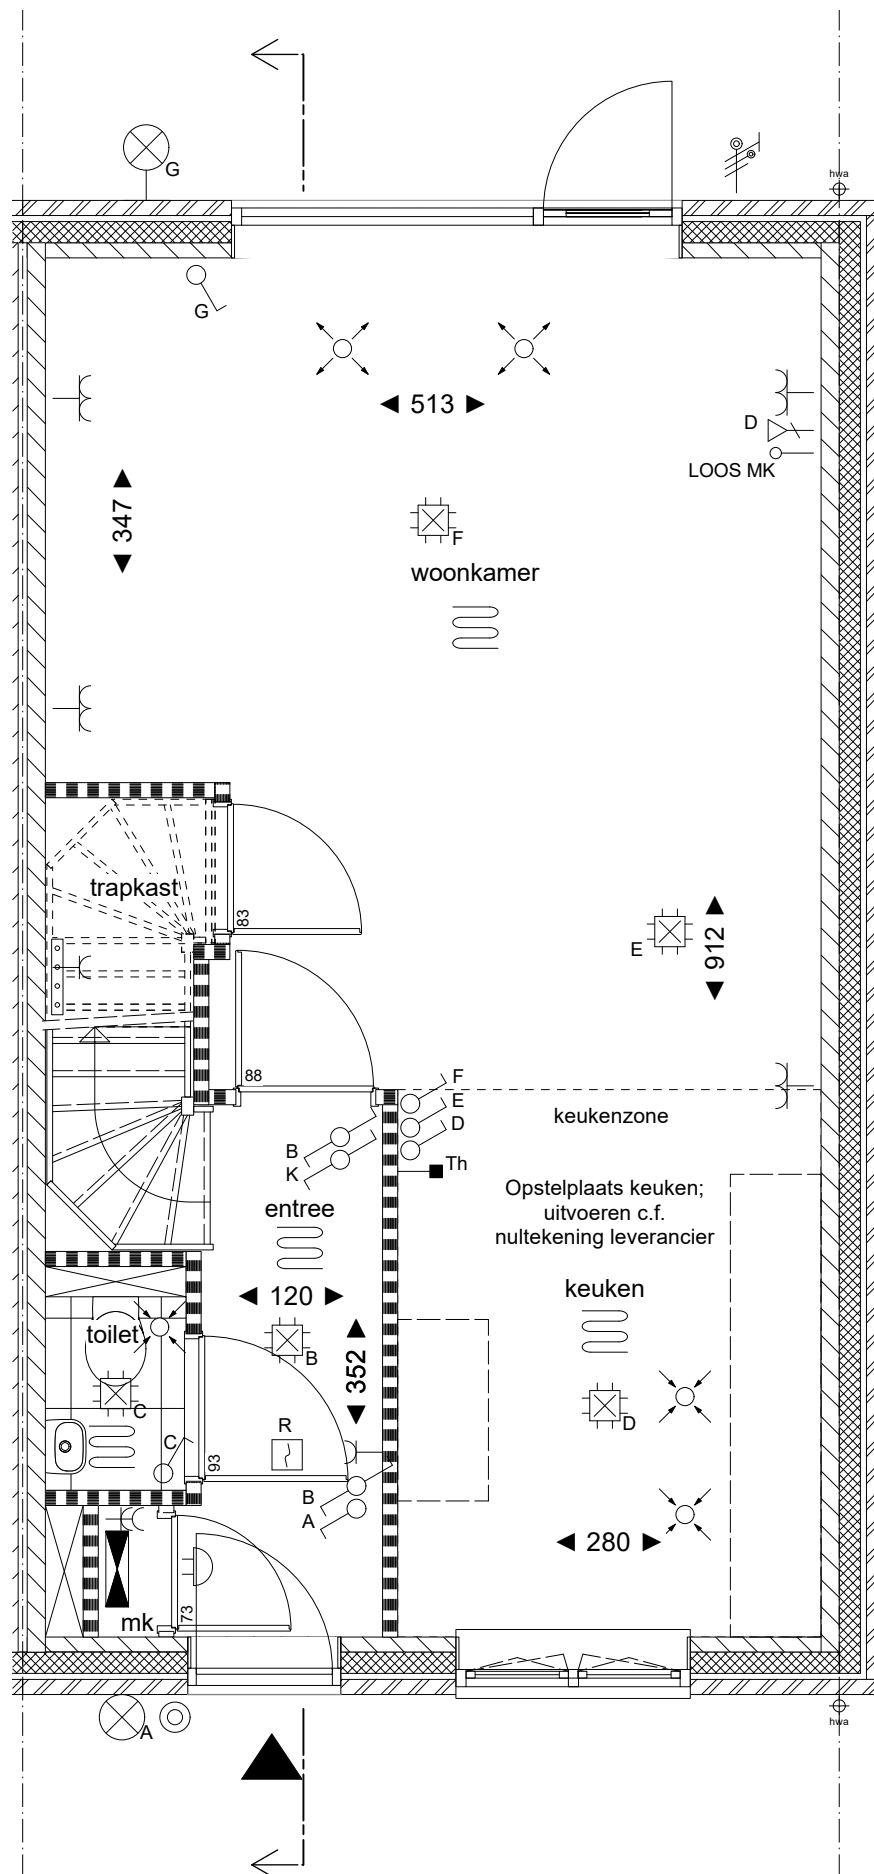 G
hwa
G
513
D
LOOS MK
347
F
woonkamer
trapkast
83
E
912
88
F
E
D
keukenzone
B
K
Th
Opstelplaats keuken;
uitvoeren c.f.
nultekening leverancier
entree
120
keuken
toilet
B
352
C
D
C
R
93
B
A
280
73
mk
A
hwa